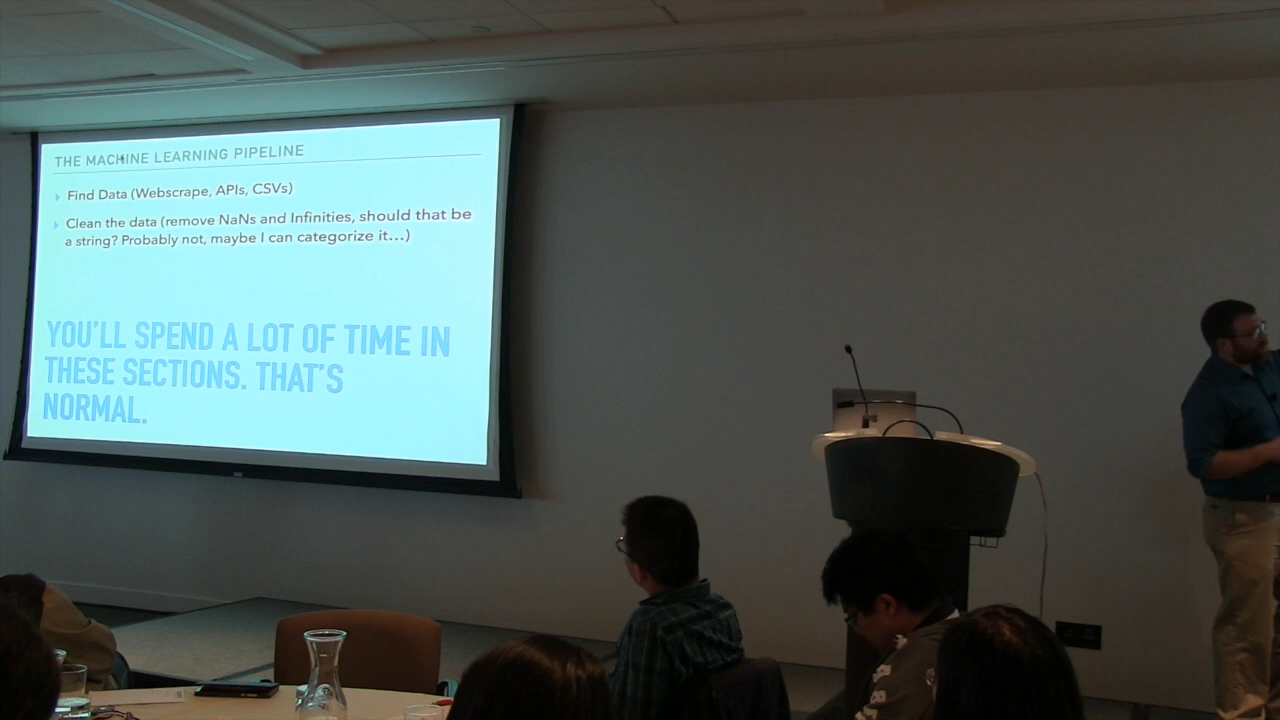 THE MACHINE LEARNING PIPELINE
Find Data (Webscrape, APIs, CSVs)
Clean the data (remove NaNs and Infinities, should that be
a string? Probably not, maybe I can categorize it...)
YOU'LL SPEND A LOT OF TIME IN
THESE SECTIONS. THAT'S
NORMAL.